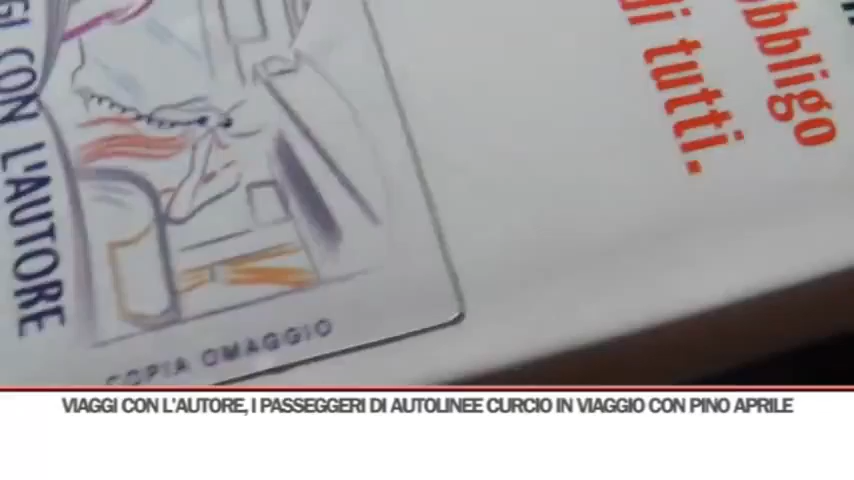 GI CON L'AUTORE
COPIA OMAGGIO
obbligo
di tutti.
VIAGGI CON L'AUTORE, I PASSEGGERI DI AUTOLINEE CURCIO IN VIAGGIO CON PINO APRILE